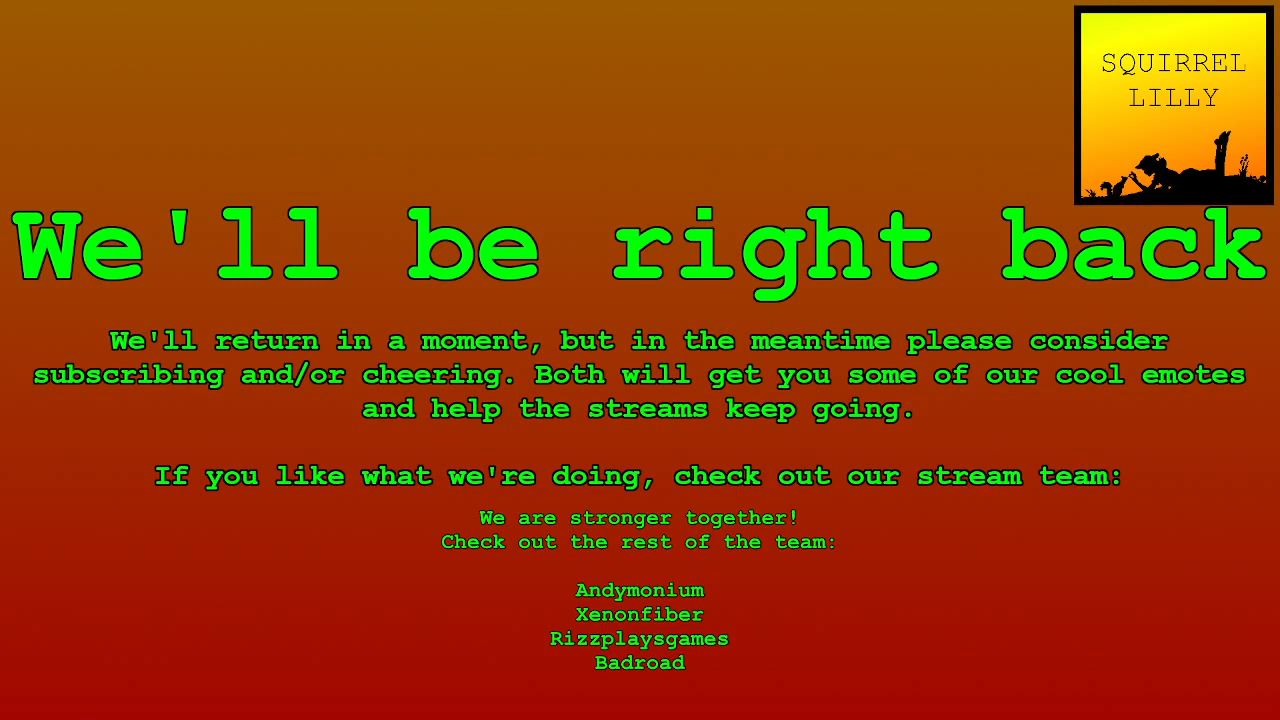 SQUIRREL
LILLY
We'll be right back
We'll return in a moment, but in the meantime please consider
subscribing and/or cheering. Both will get you some of our cool emotes
and help the streams keep going.
If you like what we're doing, check out our stream team:
We are stronger together!
Check out the rest of the team:
Andymonium
Xenonfiber
Rizzplaysgames
Badroad